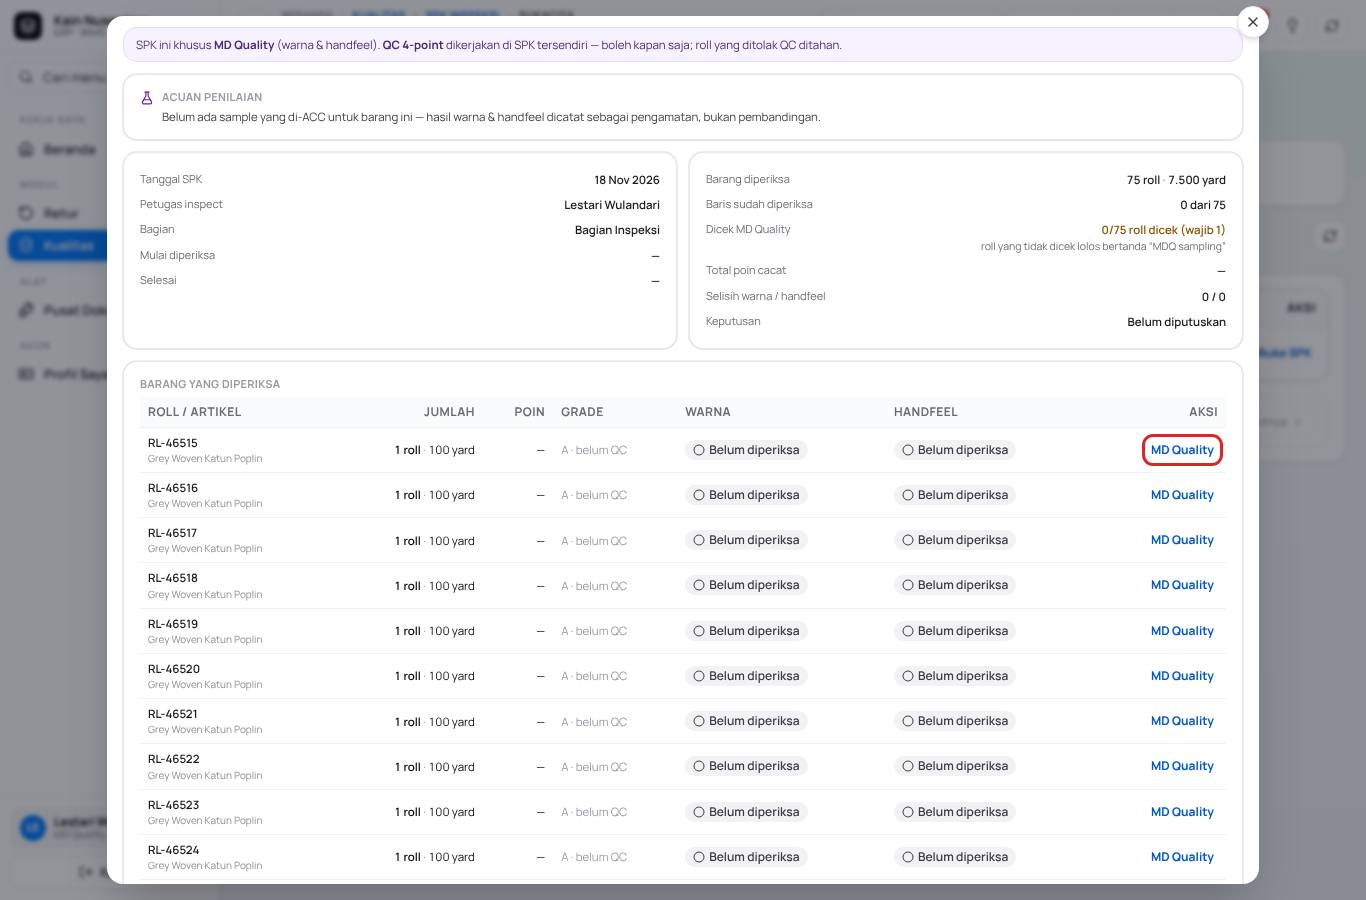 SPK ini khusus MD Quality (warna & handfeel). QC 4-point dikerjakan di SPK tersendiri — boleh kapan saja; roll yang ditolak QC ditahan.
ACUAN PENILAIAN
Belum ada sample yang di-ACC untuk barang ini — hasil warna & handfeel dicatat sebagai pengamatan, bukan pembandingan.
Tanggal SPK 18 Nov 2026
Petugas inspect Lestari Wulandari
Bagian Bagian Inspeksi
Mulai diperiksa —
Selesai —
Barang diperiksa 75 roll · 7.500 yard
Baris sudah diperiksa 0 dari 75
Dicek MD Quality 0/75 roll dicek (wajib 1)
roll yang tidak dicek lolos bertanda "MDQ sampling"
Total poin cacat —
Selisih warna / handfeel 0 / 0
Keputusan Belum diputuskan
BARANG YANG DIPERIKSA
ROLL / ARTIKEL JUMLAH POIN GRADE WARNA HANDFEEL AKSI
RL-46515 1 roll · 100 yard — A · belum QC Belum diperiksa Belum diperiksa MD Quality
Grey Woven Katun Poplin
RL-46516 1 roll · 100 yard — A · belum QC Belum diperiksa Belum diperiksa MD Quality
Grey Woven Katun Poplin
RL-46517 1 roll · 100 yard — A · belum QC Belum diperiksa Belum diperiksa MD Quality
Grey Woven Katun Poplin
RL-46518 1 roll · 100 yard — A · belum QC Belum diperiksa Belum diperiksa MD Quality
Grey Woven Katun Poplin
RL-46519 1 roll · 100 yard — A · belum QC Belum diperiksa Belum diperiksa MD Quality
Grey Woven Katun Poplin
RL-46520 1 roll · 100 yard — A · belum QC Belum diperiksa Belum diperiksa MD Quality
Grey Woven Katun Poplin
RL-46521 1 roll · 100 yard — A · belum QC Belum diperiksa Belum diperiksa MD Quality
Grey Woven Katun Poplin
RL-46522 1 roll · 100 yard — A · belum QC Belum diperiksa Belum diperiksa MD Quality
Grey Woven Katun Poplin
RL-46523 1 roll · 100 yard — A · belum QC Belum diperiksa Belum diperiksa MD Quality
Grey Woven Katun Poplin
RL-46524 1 roll · 100 yard — A · belum QC Belum diperiksa Belum diperiksa MD Quality
Grey Woven Katun Poplin
Cari menu
Beranda
Retur
Kualitas
Pusat
Profil
AKSI
Buka SPK